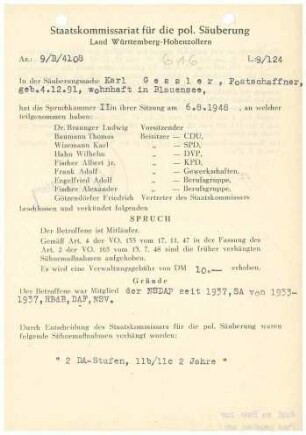 Staatskommissariat für die pol. Säuberung
Land Württemberg-Hohenzollern
Az.: 9/B/4108 616 L:9/124
In der Säuberungssache Karl Gessler, Postschaffner,
geb.4.12.91, wohnhaft in Blauensee,
hat die Spruchkammer IIm ihrer Sitzung am 6.8.1948, an welcher
teilgenommen haben:
Dr. Braunger Ludwig Vorsitzender
Baumann Thomas Beisitzer — CDU,
Wizemann Karl — SPD,
Hahn Wilhelm — DVP,
Fischer Albert jr. — KPD,
Frank Adolf — Gewerkschaften,
Engelfried Adolf — Berufsgruppe,
Fischer Alexander — Berufsgruppe,
Götzendörfer Friedrich Vertreter des Staatskommissars
beschlossen und verkündet folgenden
SPRUCH
Der Betroffene ist Mitläufer.
Gemäß Art. 4 der VO. 133 vom 17. 11. 47 in der Fassung des
Art. 2 der VO. 165 vom 15. 7. 48 sind die früher verhängten
Sühnemaßnahmen aufgehoben.
Es wird eine Verwaltungsgebühr von DM 10.— erhoben.
Gründe
Der Betroffene war Mitglied der NSDAP seit 1937, SA von 1933-
1937, RBdB, DAF, NSV.
Durch Entscheidung des Staatskommissars für die pol. Säuberung waren
folgende Sühnemaßnahmen verhängt worden:
" 2 DA-Stufen, 11b/11c 2 Jahre "